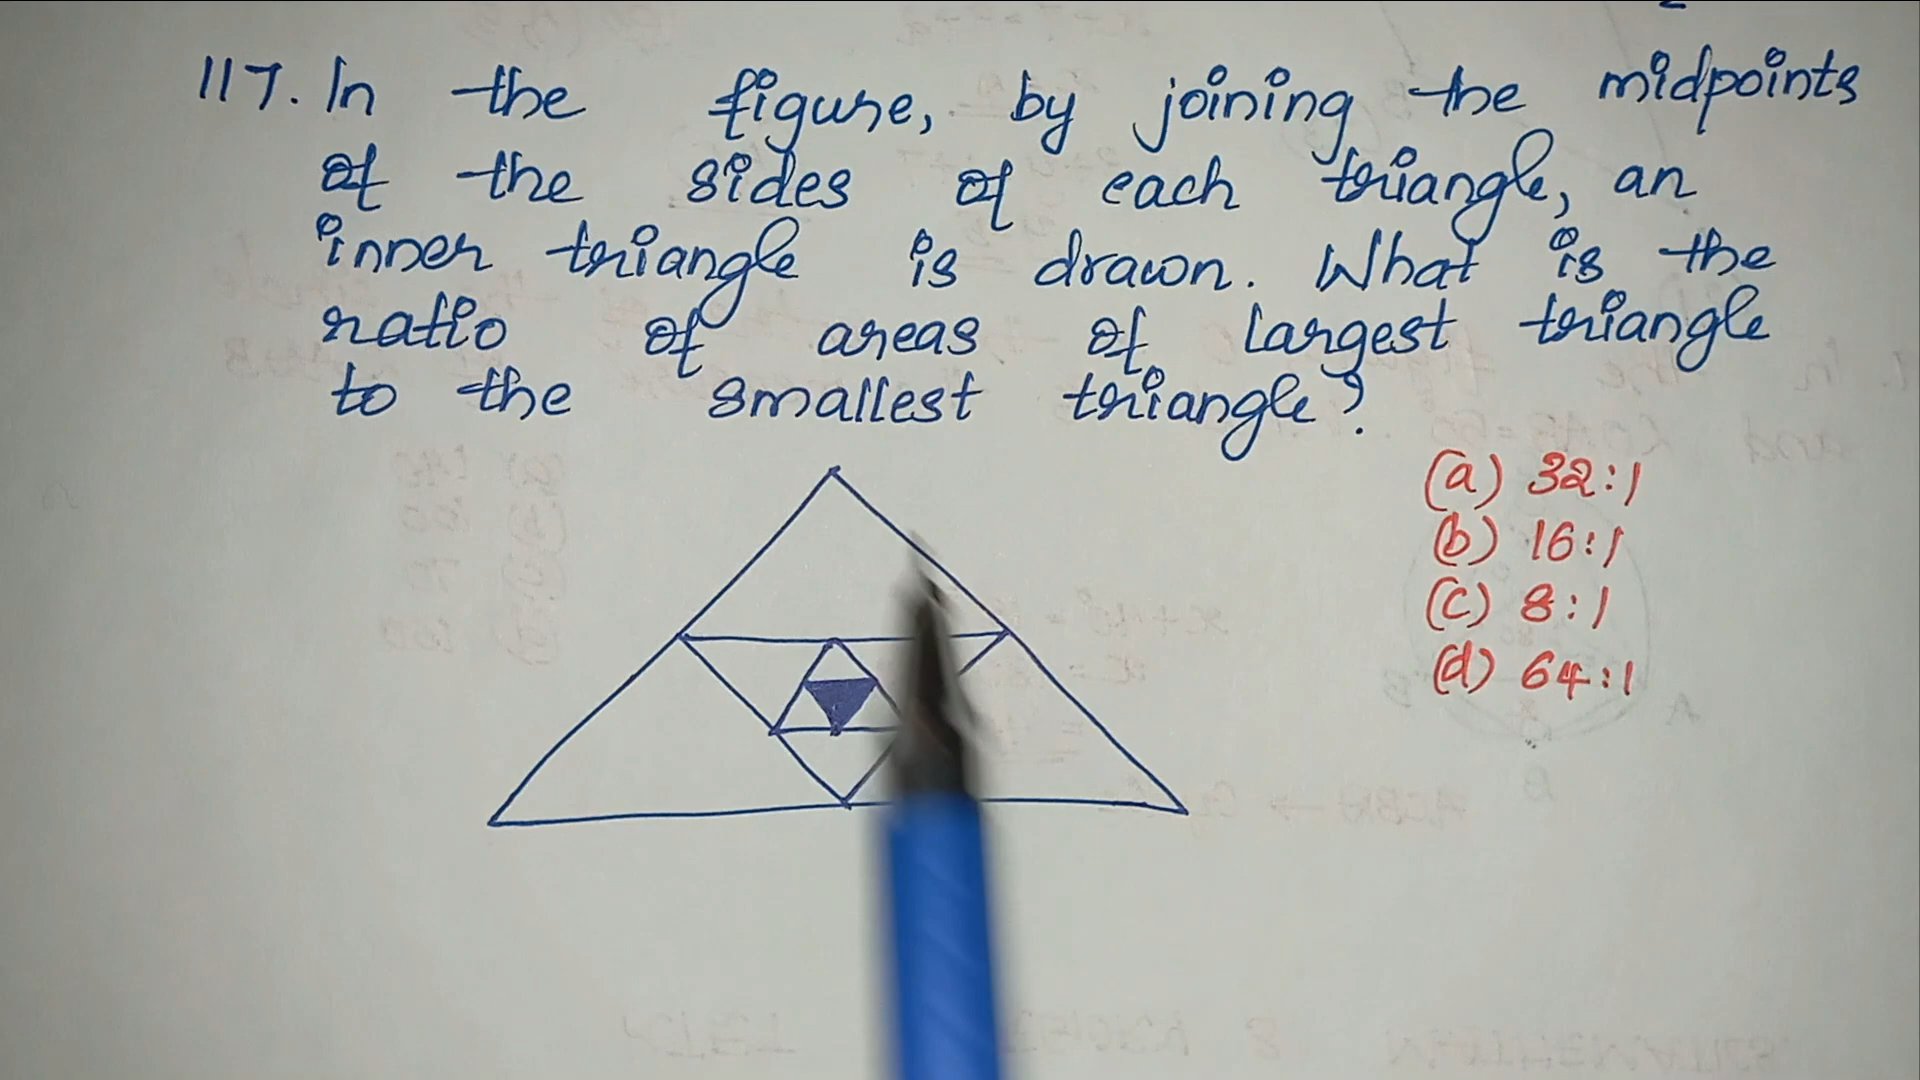 117. In the figure, by joining the midpoints
of the sides of each triangle, an
inner triangle is drawn. What is the
ratio of areas of largest triangle
to the smallest triangle?
(a) 32:1
(b) 16:1
(c) 8:1
(d) 64:1